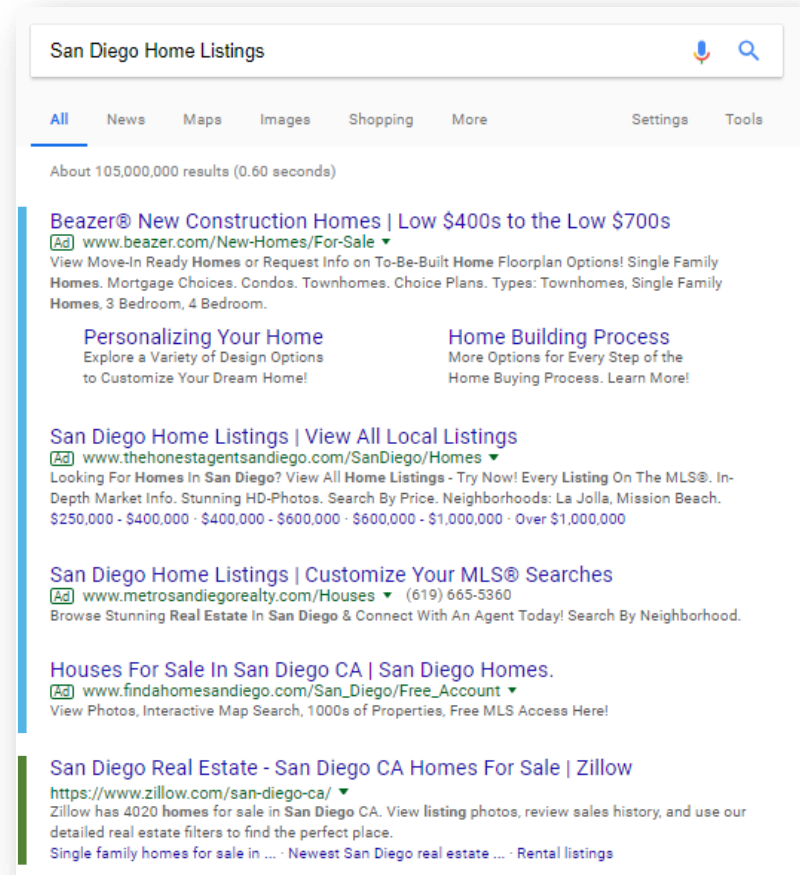 San Diego Home Listings
All News Maps Images Shopping More Settings Tools
About 105,000,000 results (0.60 seconds)
Beazer® New Construction Homes | Low $400s to the Low $700s
Ad www.beazer.com/New-Homes/For-Sale ▼
View Move-In Ready Homes or Request Info on To-Be-Built Home Floorplan Options! Single Family
Homes. Mortgage Choices. Condos. Townhomes. Choice Plans. Types: Townhomes, Single Family
Homes, 3 Bedroom, 4 Bedroom.
Personalizing Your Home
Explore a Variety of Design Options
to Customize Your Dream Home!
Home Building Process
More Options for Every Step of the
Home Buying Process. Learn More!
San Diego Home Listings | View All Local Listings
Ad www.thehonestagentsandiego.com/SanDiego/Homes ▼
Looking For Homes In San Diego? View All Home Listings - Try Now! Every Listing On The MLS®. In-
Depth Market Info. Stunning HD-Photos. Search By Price. Neighborhoods: La Jolla, Mission Beach.
$250,000 - $400,000 · $400,000 - $600,000 · $600,000 - $1,000,000 · Over $1,000,000
San Diego Home Listings | Customize Your MLS® Searches
Ad www.metrosandiegorealty.com/Houses ▼ (619) 665-5360
Browse Stunning Real Estate In San Diego & Connect With An Agent Today! Search By Neighborhood.
Houses For Sale In San Diego CA | San Diego Homes.
Ad www.findahomesandiego.com/San_Diego/Free_Account ▼
View Photos, Interactive Map Search, 1000s of Properties, Free MLS Access Here!
San Diego Real Estate - San Diego CA Homes For Sale | Zillow
https://www.zillow.com/san-diego-ca/ ▼
Zillow has 4020 homes for sale in San Diego CA. View listing photos, review sales history, and use our
detailed real estate filters to find the perfect place.
Single family homes for sale in ... · Newest San Diego real estate ... · Rental listings